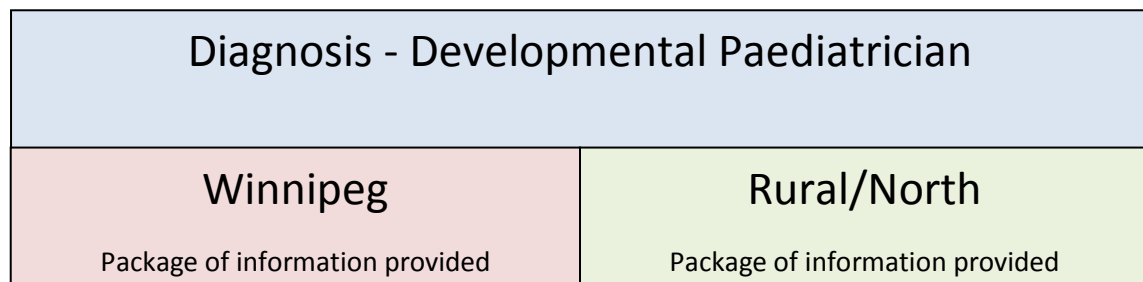 Diagnosis - Developmental Paediatrician
Winnipeg
Package of information provided
Rural/North
Package of information provided